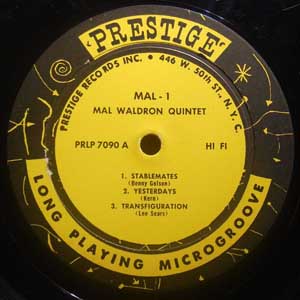 'PRESTIGE'
PRESTIGE RECORDS INC. • 446 W. 50th ST., N.Y.C.
MAL - 1
MAL WALDRON QUINTET
PRLP 7090 A
HI FI
1. STABLEMATES
(Benny Golson)
2. YESTERDAYS
(Kern)
3. TRANSFIGURATION
(Lee Sears)
LONG PLAYING MICROGROOVE